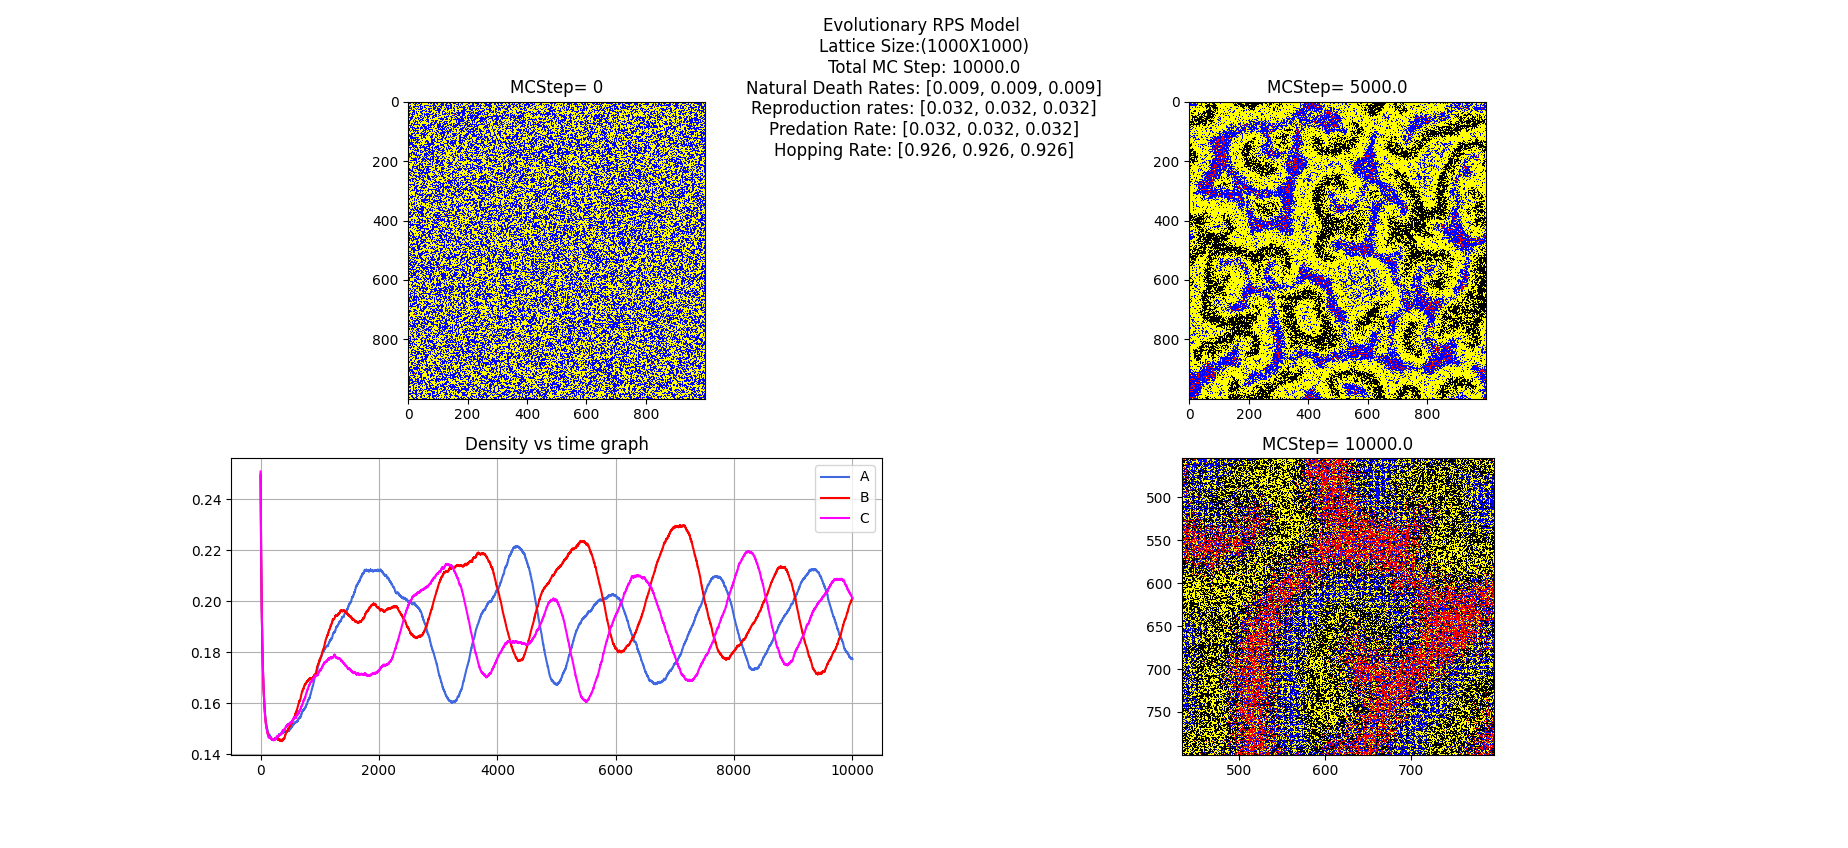 Evolutionary RPS Model
Lattice Size:(1000X1000)
Total MC Step: 10000.0
Natural Death Rates: [0.009, 0.009, 0.009]
Reproduction rates: [0.032, 0.032, 0.032]
Predation Rate: [0.032, 0.032, 0.032]
Hopping Rate: [0.926, 0.926, 0.926]
MCStep= 0
0
200
400
600
800
0 200 400 600 800
MCStep= 5000.0
0
200
400
600
800
0 200 400 600 800
Density vs time graph
0.24
0.22
0.20
0.18
0.16
0.14
0 2000 4000 6000 8000 10000
A
B
C
MCStep= 10000.0
500
550
600
650
700
750
500 600 700